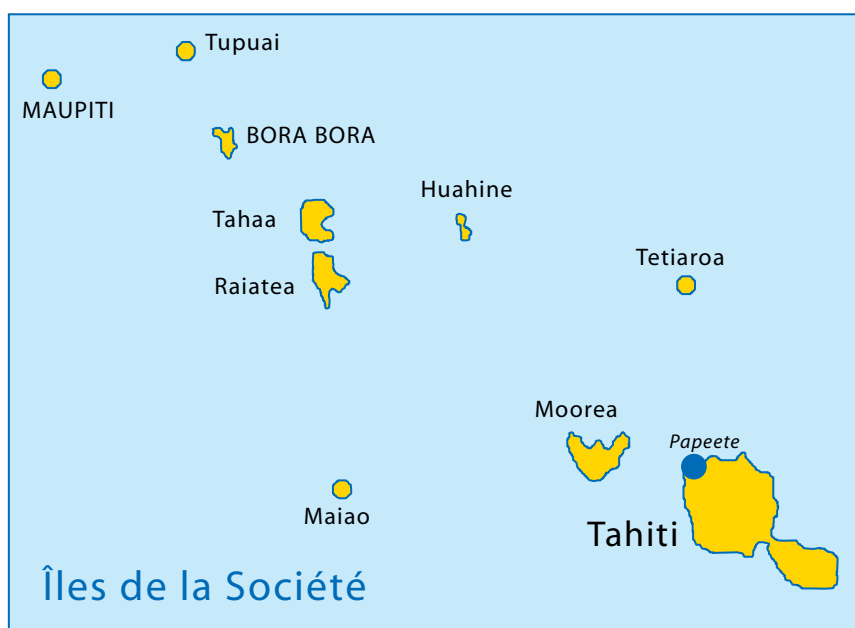 Tupuai
MAUPITI
BORA BORA
Huahine
Tahaa
Tetiaroa
Raiatea
Moorea
Papeete
Maiao
Tahiti
Îles de la Société